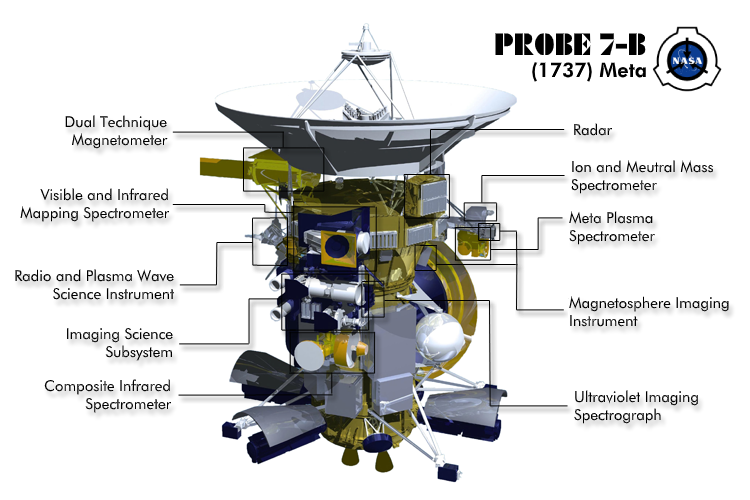 PROBE 7-B
(1737) Meta
NASA
Dual Technique
Magnetometer
Visible and Infrared
Mapping Spectrometer
Radio and Plasma Wave
Science Instrument
Imaging Science
Subsystem
Composite Infrared
Spectrometer
Radar
Ion and Meutral Mass
Spectrometer
Meta Plasma
Spectrometer
Magnetosphere Imaging
Instrument
Ultraviolet Imaging
Spectrograph